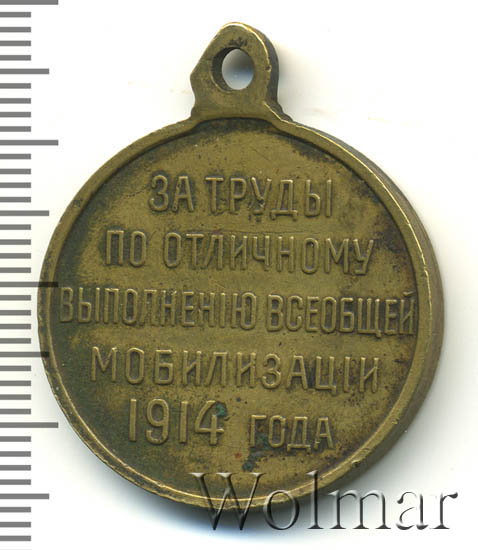 ЗА ТРУДЫ
ПО ОТЛИЧНОМУ
ВЫПОЛНЕНІЮ ВСЕОБЩЕЙ
МОБИЛИЗАЦІИ
1914 ГОДА
Wolmar